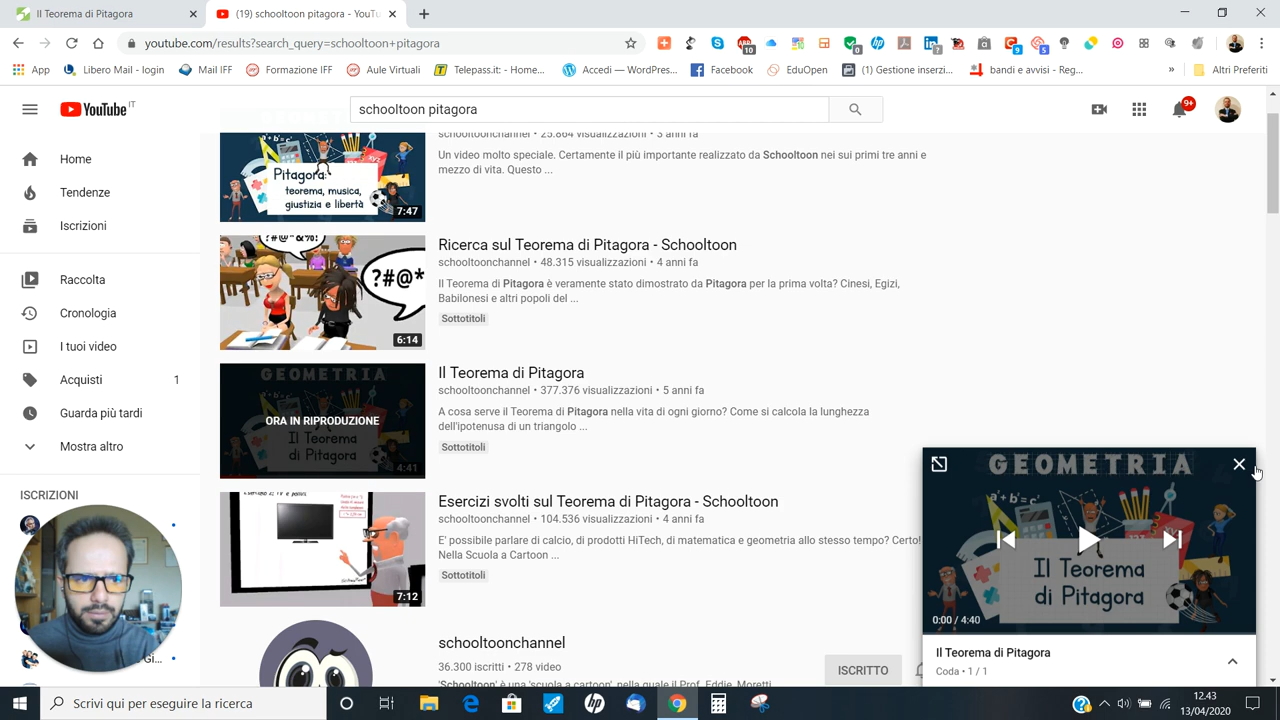 Il Teorema di Pitagora
(19) schooltoon pitagora - YouTu
youtube.com/results?search_query=schooltoon+pitagora
App
Libero Mail - login
Mail IFF
Formazione IFF
Aule Virtuali
Telepass.it: - Home...
Accedi — WordPress...
Facebook
EduOpen
(1) Gestione inserzi...
bandi e avvisi - Reg...
»
Altri Preferiti
YouTube IT
schooltoon pitagora
9+
Home
Tendenze
Iscrizioni
Raccolta
Cronologia
I tuoi video
Acquisti 1
Guarda più tardi
Mostra altro
ISCRIZIONI
schooltoonchannel • 25.864 visualizzazioni • 3 anni fa
Un video molto speciale. Certamente il più importante realizzato da Schooltoon nei sui primi tre anni e
mezzo di vita. Questo ...
Pitagora:
teorema, musica,
giustizia e libertà
7:47
Ricerca sul Teorema di Pitagora - Schooltoon
schooltoonchannel • 48.315 visualizzazioni • 4 anni fa
Il Teorema di Pitagora è veramente stato dimostrato da Pitagora per la prima volta? Cinesi, Egizi,
Babilonesi e altri popoli del ...
Sottotitoli
?#@*&%!
?#@*
6:14
Il Teorema di Pitagora
schooltoonchannel • 377.376 visualizzazioni • 5 anni fa
A cosa serve il Teorema di Pitagora nella vita di ogni giorno? Come si calcola la lunghezza
dell'ipotenusa di un triangolo ...
Sottotitoli
GEOMETRIA
ORA IN RIPRODUZIONE
Il Teorema
di Pitagora
4:41
Esercizi svolti sul Teorema di Pitagora - Schooltoon
schooltoonchannel • 104.536 visualizzazioni • 4 anni fa
E' possibile parlare di calcio, di prodotti HiTech, di matematica e geometria allo stesso tempo? Certo!
Nella Scuola a Cartoon ...
Sottotitoli
7:12
schooltoonchannel
36.300 iscritti • 278 video
'Schooltoon' è una 'scuola a cartoon', nella quale il Prof. Eddie Moretti
ISCRITTO
GEOMETRIA
a+b=c
Il Teorema
di Pitagora
0:00 / 4:40
Il Teorema di Pitagora
Coda • 1 / 1
Gi...
Scrivi qui per eseguire la ricerca
12.43
13/04/2020